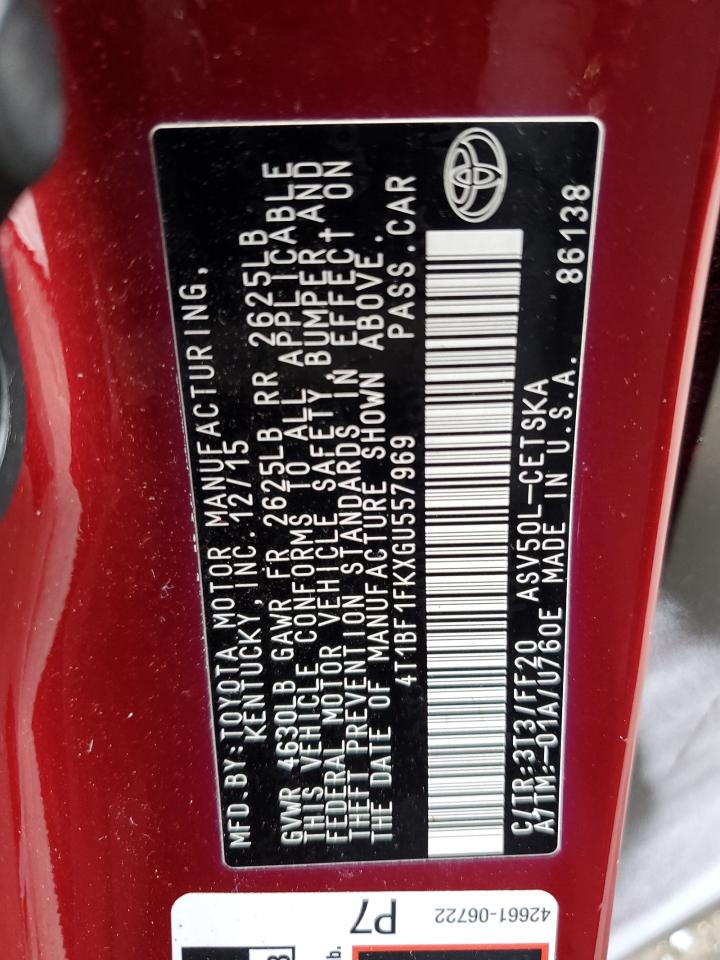 MFD. BY: TOYOTA MOTOR MANUFACTURING,
KENTUCKY, INC. 12/15
GVWR 4630LB GAWR FR 2625LB RR 2625LB
THIS VEHICLE CONFORMS TO ALL APPLICABLE
FEDERAL MOTOR VEHICLE SAFETY, BUMPER AND
THEFT PREVENTION STANDARDS IN EFFECT ON
THE DATE OF MANUFACTURE SHOWN ABOVE.
4T1BF1FKXGU557969 PASS.CAR
C/TR:3T3/FF20 ASV50L-CETSKA
A/TM:-01A/U760E MADE IN U.S.A. 86138
42661-06722
P7
b.